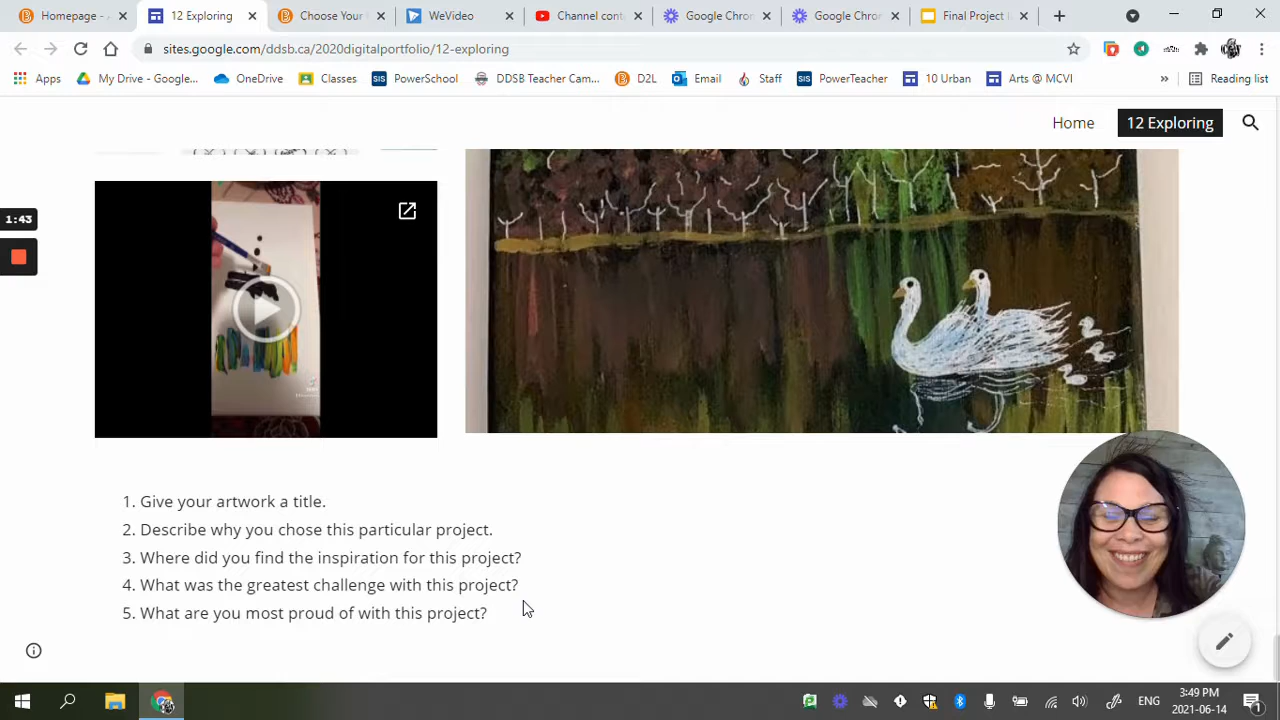 Homepage -
12 Exploring
Choose Your
WeVideo
Channel cont
Google Chro
Google Chro
Final Project
sites.google.com/ddsb.ca/2020digitalportfolio/12-exploring
Apps
My Drive - Google...
OneDrive
Classes
SIS PowerSchool
DDSB Teacher Cam...
D2L
Email
Staff
SIS PowerTeacher
10 Urban
Arts @ MCVI
»
Reading list
Home
12 Exploring
1:43
1. Give your artwork a title.
2. Describe why you chose this particular project.
3. Where did you find the inspiration for this project?
4. What was the greatest challenge with this project?
5. What are you most proud of with this project?
ENG
3:49 PM
2021-06-14
1